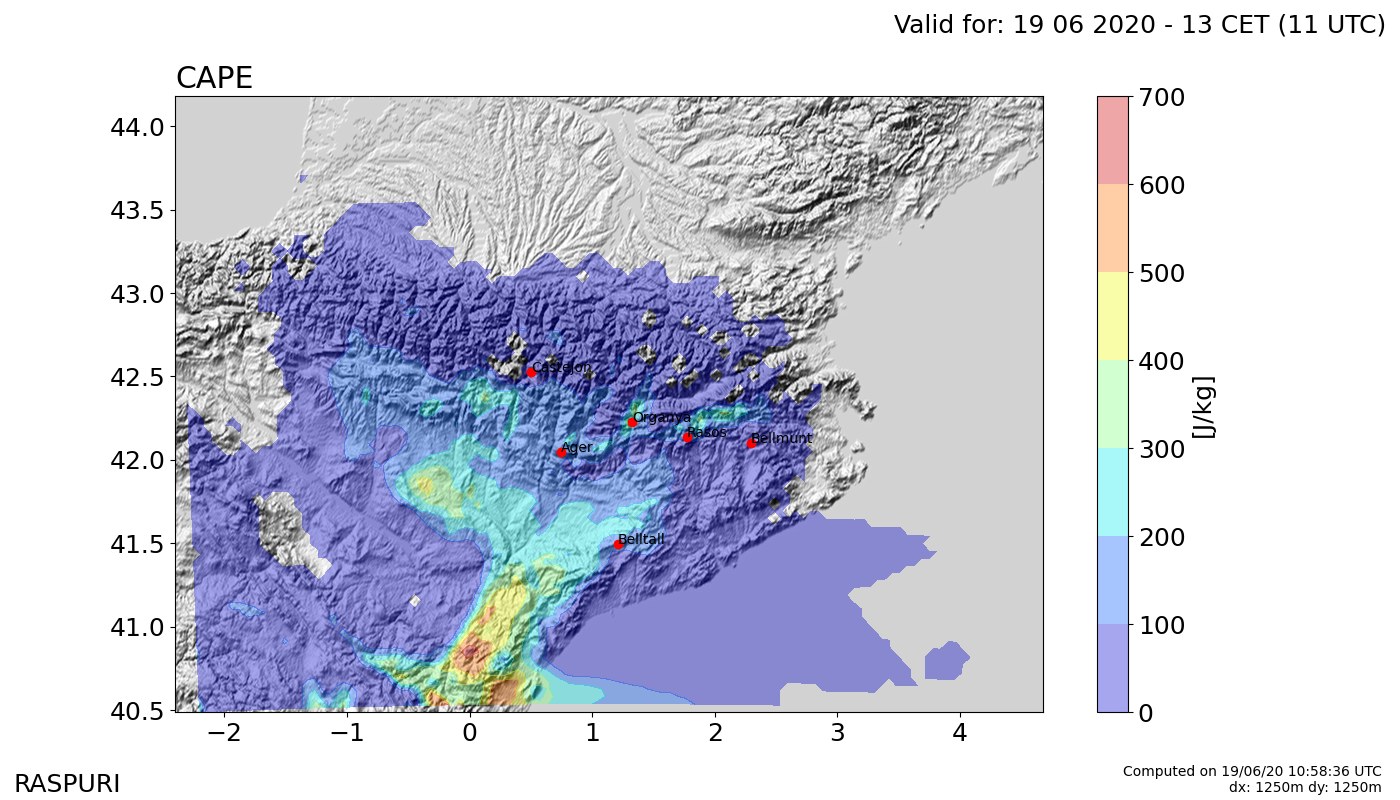 Valid for: 19 06 2020 - 13 CET (11 UTC)
CAPE
44.0
43.5
43.0
42.5
42.0
41.5
41.0
40.5
−2
−1
0
1
2
3
4
Castejon
Organya
Rasos
Bellmunt
Ager
Belltall
700
600
500
400
300
200
100
0
[J/kg]
RASPURI
Computed on 19/06/20 10:58:36 UTC
dx: 1250m dy: 1250m